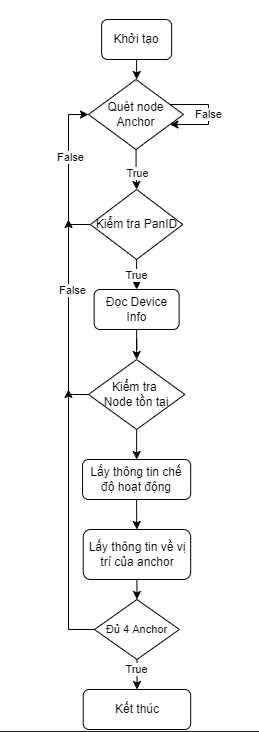 Khởi tạo
Quét node
Anchor
False
True
False
Kiểm tra PanID
True
False
Đọc Device
Info
Kiểm tra
Node tồn tại
Lấy thông tin chế
độ hoạt động
Lấy thông tin về vị
trí của anchor
Đủ 4 Anchor
True
Kết thúc